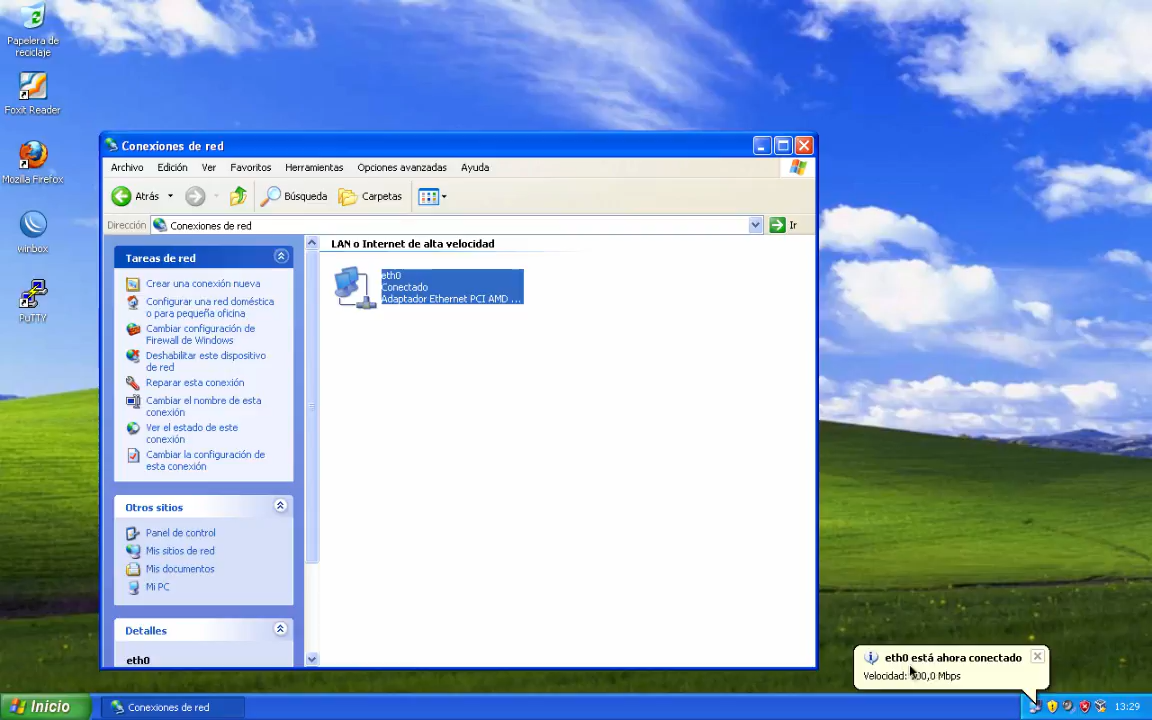 Papelera de
reciclaje
Foxit Reader
Mozilla Firefox
winbox
PuTTY
Conexiones de red
Archivo Edición Ver Favoritos Herramientas Opciones avanzadas Ayuda
Atrás Búsqueda Carpetas
Dirección Conexiones de red Ir
Tareas de red
Crear una conexión nueva
Configurar una red doméstica
o para pequeña oficina
Cambiar configuración de
Firewall de Windows
Deshabilitar este dispositivo
de red
Reparar esta conexión
Cambiar el nombre de esta
conexión
Ver el estado de este
conexión
Cambiar la configuración de
esta conexión
Otros sitios
Panel de control
Mis sitios de red
Mis documentos
Mi PC
Detalles
eth0
LAN o Internet de alta velocidad
eth0
Conectado
Adaptador Ethernet PCI AMD ...
eth0 está ahora conectado
Velocidad: Mbps
Inicio Conexiones de red 13:29